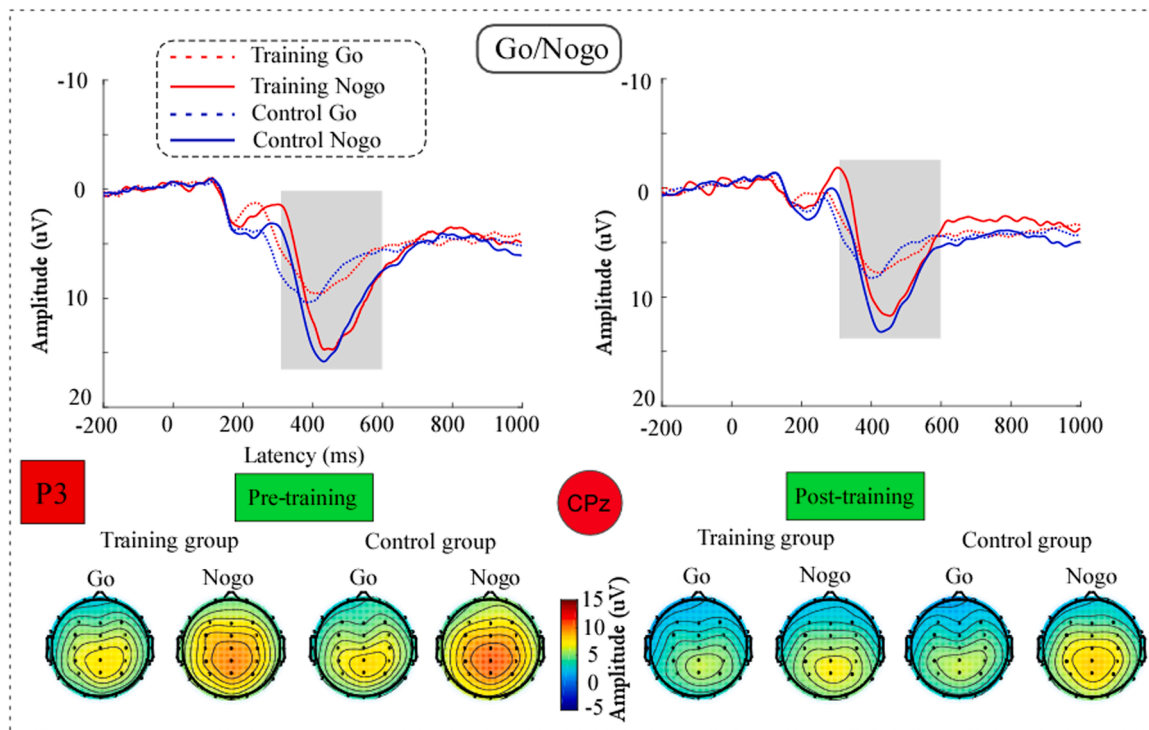 Go/Nogo
Training Go
Training Nogo
Control Go
Control Nogo
Amplitude (uV)
-10
0
10
20
-200 0 200 400 600 800 1000
Latency (ms)
Amplitude (uV)
-10
0
10
20
-200 0 200 400 600 800 1000
P3
Pre-training
CPz
Post-training
Training group
Control group
Training group
Control group
Go
Nogo
Go
Nogo
Go
Nogo
Go
Nogo
15
10
5
0
-5
Amplitude (uV)